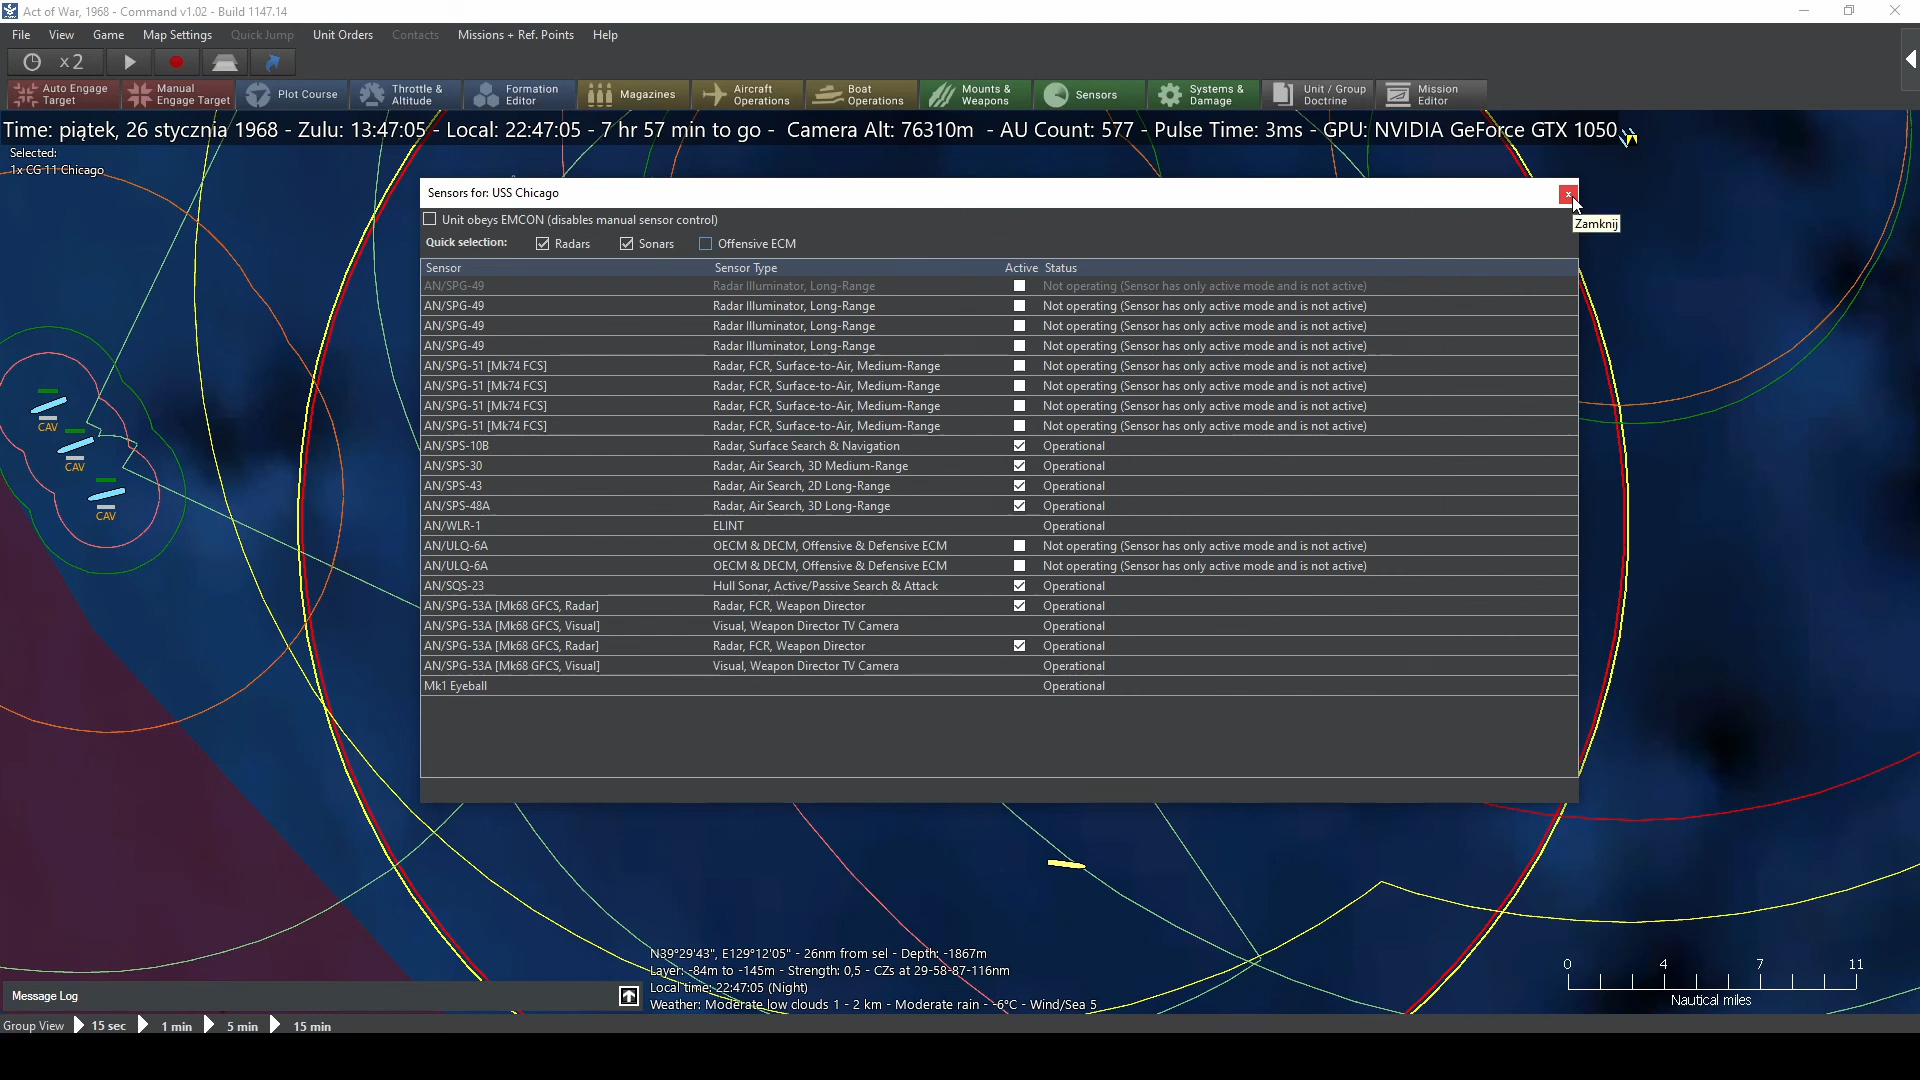 Act of War, 1968 - Command v1.02 - Build 1147.14
File View Game Map Settings Quick Jump Unit Orders Contacts Missions + Ref. Points Help
x 2
Auto Engage Target
Manual Engage Target
Plot Course
Throttle & Altitude
Formation Editor
Magazines
Aircraft Operations
Boat Operations
Mounts & Weapons
Sensors
Systems & Damage
Unit / Group Doctrine
Mission Editor
Time: piątek, 26 stycznia 1968 - Zulu: 13:47:05 - Local: 22:47:05 - 7 hr 57 min to go - Camera Alt: 76310m - AU Count: 577 - Pulse Time: 3ms - GPU: NVIDIA GeForce GTX 1050
Selected:
1x CG 11 Chicago
Sensors for: USS Chicago
x
Zamknij
Unit obeys EMCON (disables manual sensor control)
Quick selection: Radars Sonars Offensive ECM
Sensor Sensor Type Active Status
AN/SPG-49 Radar Illuminator, Long-Range Not operating (Sensor has only active mode and is not active)
AN/SPG-49 Radar Illuminator, Long-Range Not operating (Sensor has only active mode and is not active)
AN/SPG-49 Radar Illuminator, Long-Range Not operating (Sensor has only active mode and is not active)
AN/SPG-49 Radar Illuminator, Long-Range Not operating (Sensor has only active mode and is not active)
AN/SPG-51 [Mk74 FCS] Radar, FCR, Surface-to-Air, Medium-Range Not operating (Sensor has only active mode and is not active)
AN/SPG-51 [Mk74 FCS] Radar, FCR, Surface-to-Air, Medium-Range Not operating (Sensor has only active mode and is not active)
AN/SPG-51 [Mk74 FCS] Radar, FCR, Surface-to-Air, Medium-Range Not operating (Sensor has only active mode and is not active)
AN/SPG-51 [Mk74 FCS] Radar, FCR, Surface-to-Air, Medium-Range Not operating (Sensor has only active mode and is not active)
AN/SPS-10B Radar, Surface Search & Navigation Operational
AN/SPS-30 Radar, Air Search, 3D Medium-Range Operational
AN/SPS-43 Radar, Air Search, 2D Long-Range Operational
AN/SPS-48A Radar, Air Search, 3D Long-Range Operational
AN/WLR-1 ELINT Operational
AN/ULQ-6A OECM & DECM, Offensive & Defensive ECM Not operating (Sensor has only active mode and is not active)
AN/ULQ-6A OECM & DECM, Offensive & Defensive ECM Not operating (Sensor has only active mode and is not active)
AN/SQS-23 Hull Sonar, Active/Passive Search & Attack Operational
AN/SPG-53A [Mk68 GFCS, Radar] Radar, FCR, Weapon Director Operational
AN/SPG-53A [Mk68 GFCS, Visual] Visual, Weapon Director TV Camera Operational
AN/SPG-53A [Mk68 GFCS, Radar] Radar, FCR, Weapon Director Operational
AN/SPG-53A [Mk68 GFCS, Visual] Visual, Weapon Director TV Camera Operational
Mk1 Eyeball Operational
CAV
CAV
CAV
N39°29'43", E129°12'05" - 26nm from sel - Depth: -1867m
Layer: -84m to -145m - Strength: 0,5 - CZs at 29-58-87-116nm
Local time: 22:47:05 (Night)
Weather: Moderate low clouds 1 - 2 km - Moderate rain - -6°C - Wind/Sea 5
0 4 7 11
Nautical miles
Message Log
Group View 15 sec 1 min 5 min 15 min